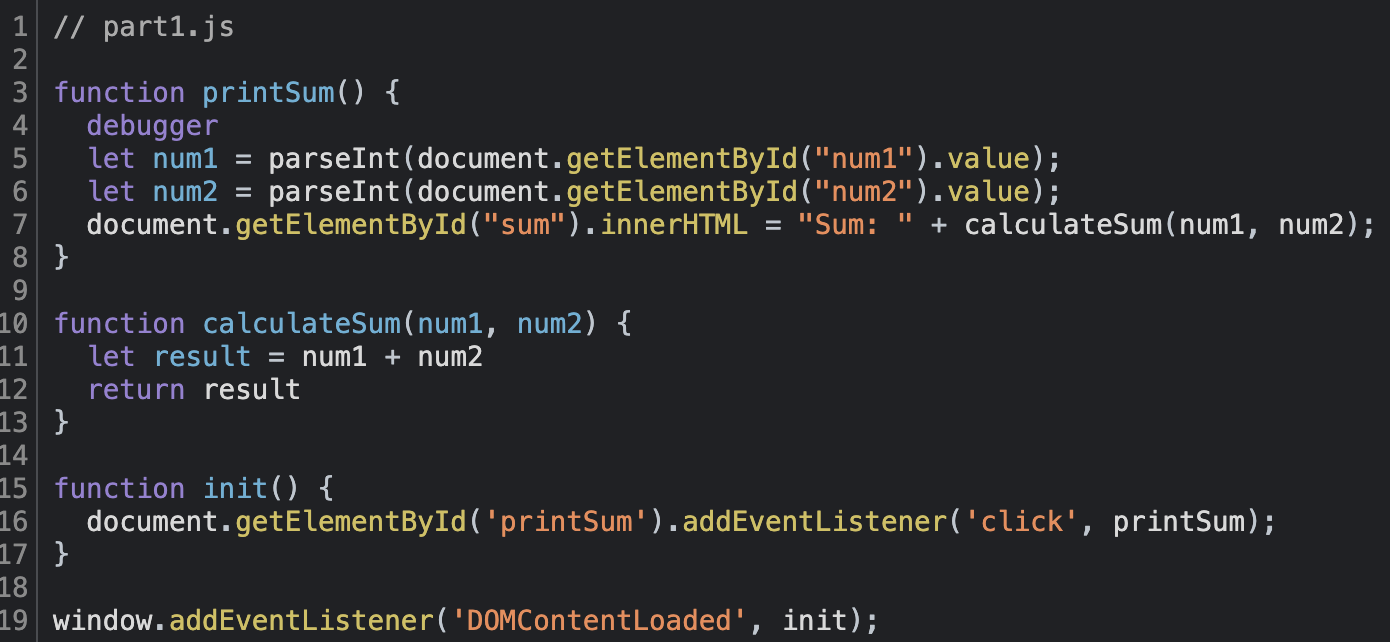 1 // part1.js
2
3 function printSum() {
4   debugger
5   let num1 = parseInt(document.getElementById("num1").value);
6   let num2 = parseInt(document.getElementById("num2").value);
7   document.getElementById("sum").innerHTML = "Sum: " + calculateSum(num1, num2);
8 }
9
10 function calculateSum(num1, num2) {
11   let result = num1 + num2
12   return result
13 }
14
15 function init() {
16   document.getElementById('printSum').addEventListener('click', printSum);
17 }
18
19 window.addEventListener('DOMContentLoaded', init);